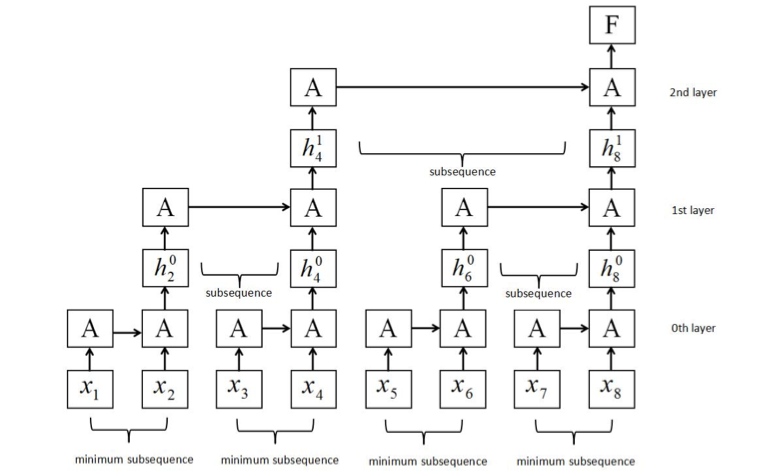 F
A A 2nd layer
h_4^1 h_8^1
subsequence
A A A A 1st layer
h_2^0 h_4^0 h_6^0 h_8^0
subsequence subsequence
A A A A A A A A 0th layer
x_1 x_2 x_3 x_4 x_5 x_6 x_7 x_8
minimum subsequence minimum subsequence minimum subsequence minimum subsequence